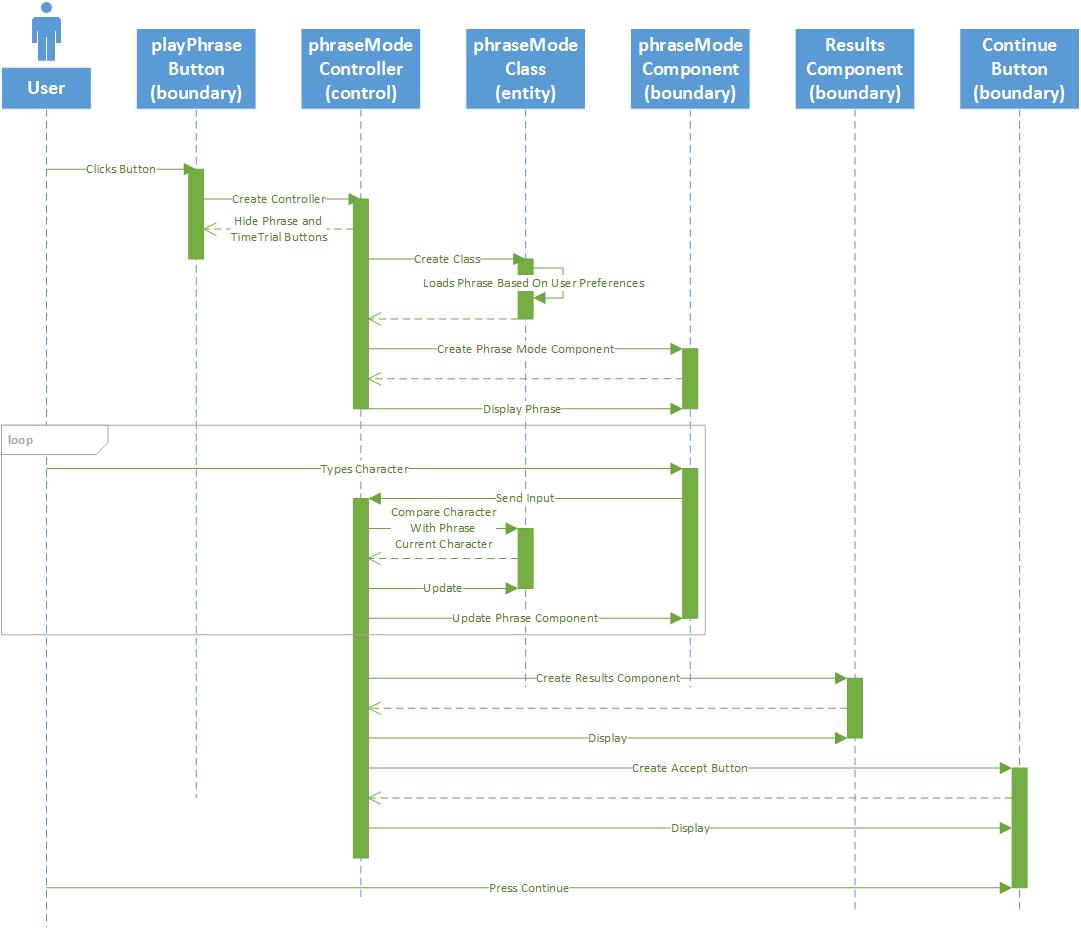 User
playPhrase
Button
(boundary)
phraseMode
Controller
(control)
phraseMode
Class
(entity)
phraseMode
Component
(boundary)
Results
Component
(boundary)
Continue
Button
(boundary)
Clicks Button
Create Controller
Hide Phrase and
TimeTrial Buttons
Create Class
Loads Phrase Based On User Preferences
Create Phrase Mode Component
Display Phrase
loop
Types Character
Send Input
Compare Character
With Phrase
Current Character
Update
Update Phrase Component
Create Results Component
Display
Create Accept Button
Display
Press Continue